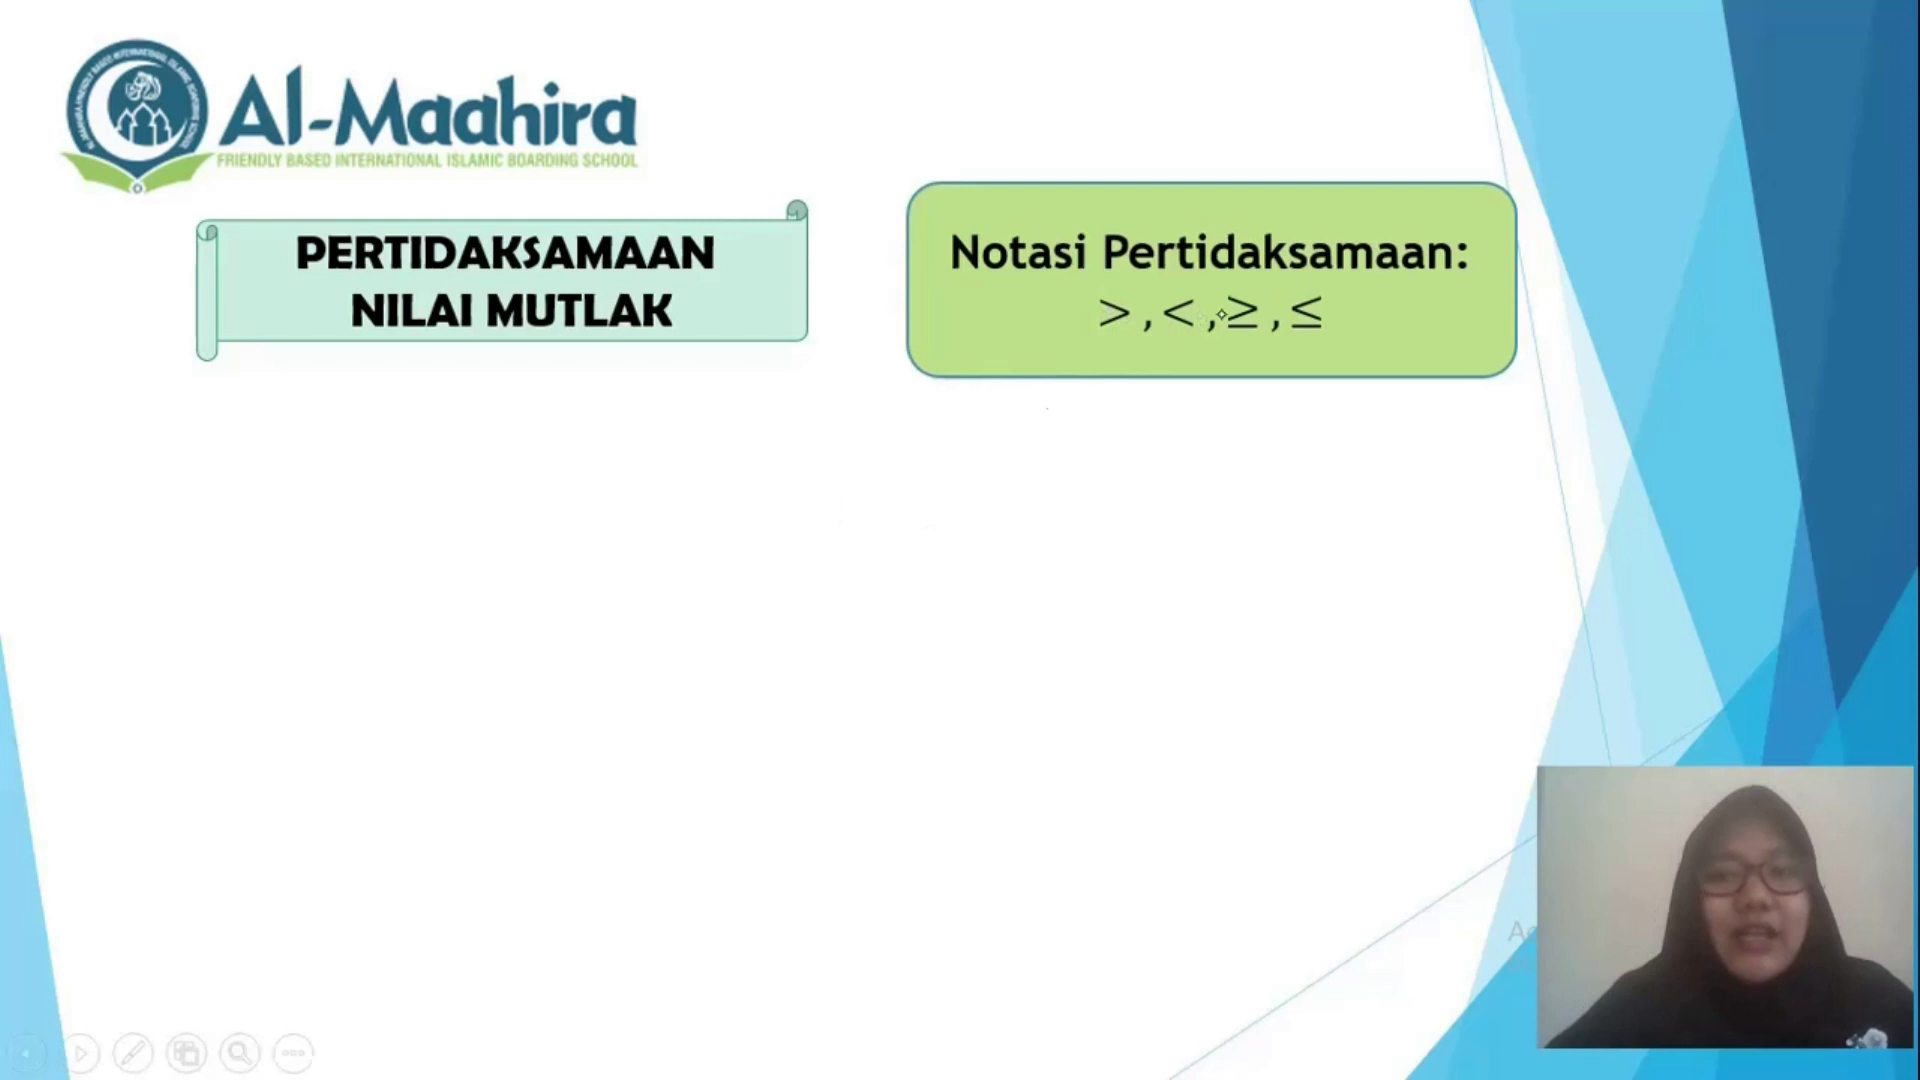 Al-Maahira
FRIENDLY BASED INTERNATIONAL ISLAMIC BOARDING SCHOOL
PERTIDAKSAMAAN
NILAI MUTLAK
Notasi Pertidaksamaan:
> , < , ≥ , ≤